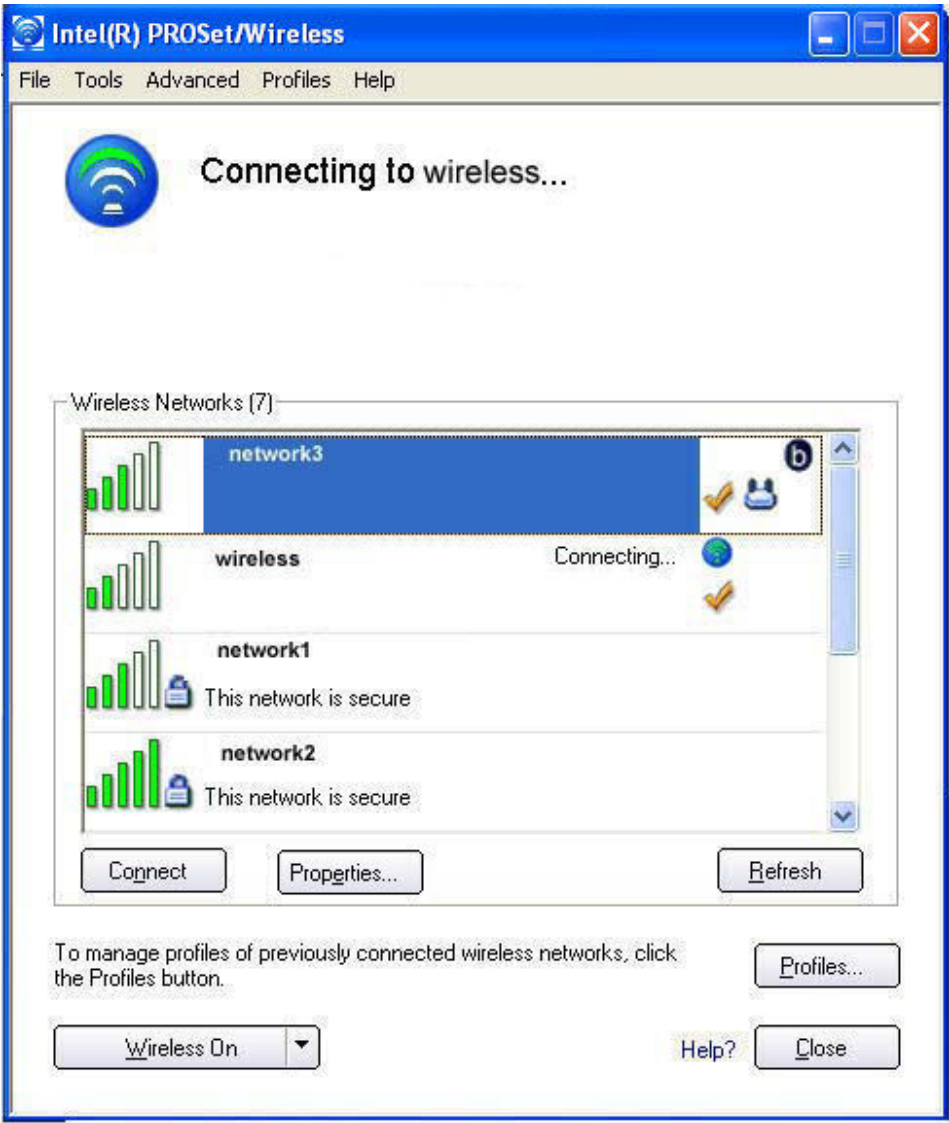 Intel(R) PROSet/Wireless
File Tools Advanced Profiles Help
Connecting to wireless...
Wireless Networks (7)
network3
b
wireless Connecting...
network1
This network is secure
network2
This network is secure
Connect Properties... Refresh
To manage profiles of previously connected wireless networks, click
the Profiles button.
Profiles...
Wireless On Help? Close